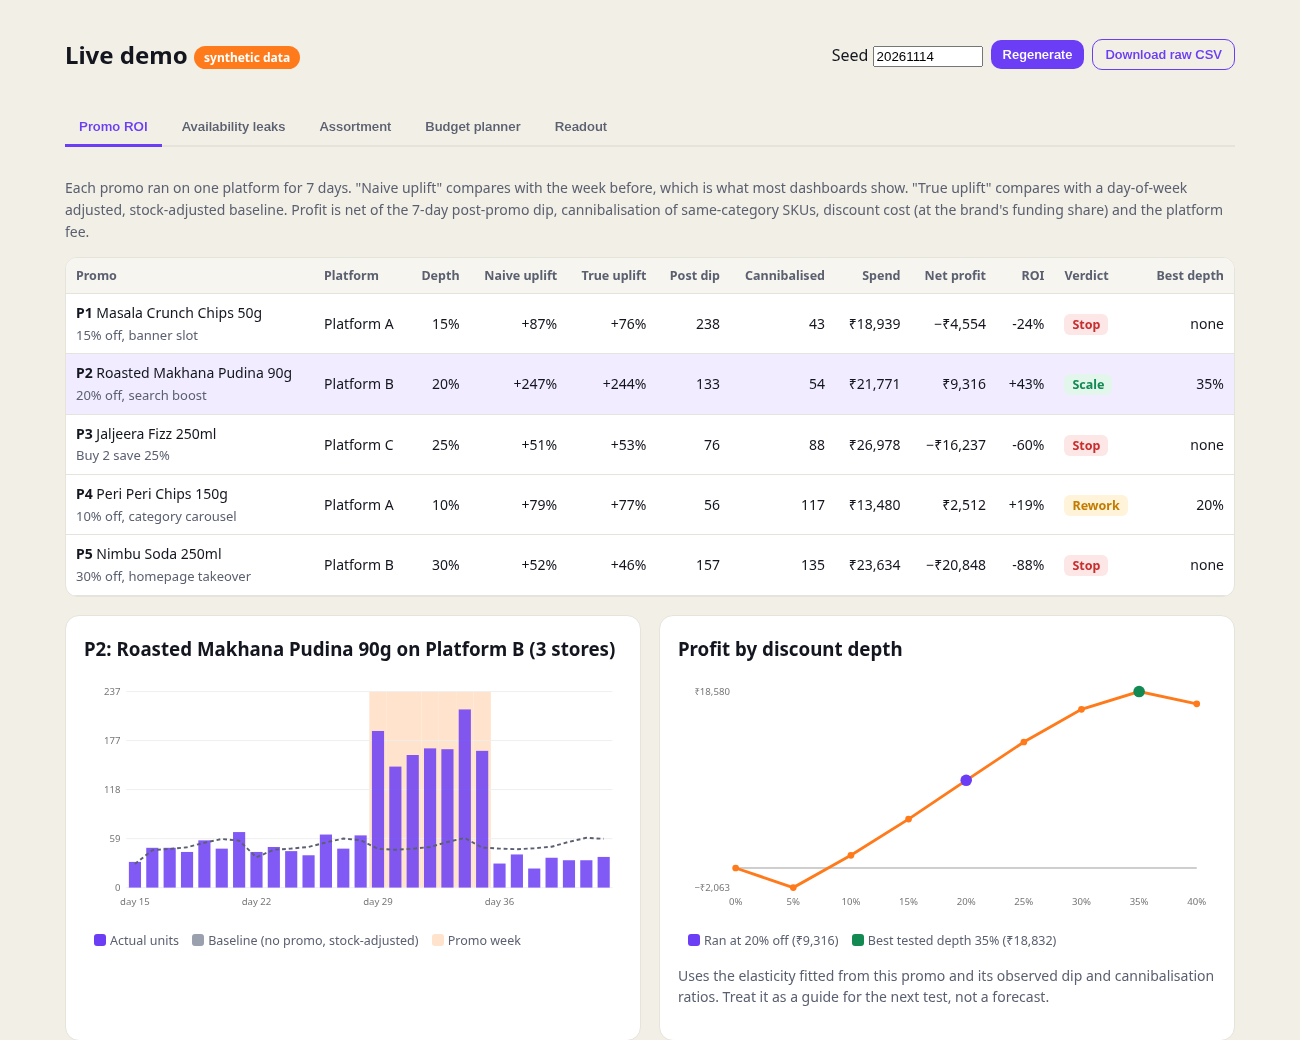 Live demo synthetic data
Seed 20261114 Regenerate Download raw CSV
Promo ROI Availability leaks Assortment Budget planner Readout
Each promo ran on one platform for 7 days. "Naive uplift" compares with the week before, which is what most dashboards show. "True uplift" compares with a day-of-week
adjusted, stock-adjusted baseline. Profit is net of the 7-day post-promo dip, cannibalisation of same-category SKUs, discount cost (at the brand's funding share) and the platform
fee.
Promo Platform Depth Naive uplift True uplift Post dip Cannibalised Spend Net profit ROI Verdict Best depth
P1 Masala Crunch Chips 50g
15% off, banner slot
Platform A 15% +87% +76% 238 43 ₹18,939 −₹4,554 -24% Stop none
P2 Roasted Makhana Pudina 90g
20% off, search boost
Platform B 20% +247% +244% 133 54 ₹21,771 ₹9,316 +43% Scale 35%
P3 Jaljeera Fizz 250ml
Buy 2 save 25%
Platform C 25% +51% +53% 76 88 ₹26,978 −₹16,237 -60% Stop none
P4 Peri Peri Chips 150g
10% off, category carousel
Platform A 10% +79% +77% 56 117 ₹13,480 ₹2,512 +19% Rework 20%
P5 Nimbu Soda 250ml
30% off, homepage takeover
Platform B 30% +52% +46% 157 135 ₹23,634 −₹20,848 -88% Stop none
P2: Roasted Makhana Pudina 90g on Platform B (3 stores)
237
177
118
59
0
day 15 day 22 day 29 day 36
Actual units Baseline (no promo, stock-adjusted) Promo week
Profit by discount depth
₹18,580
−₹2,063
0% 5% 10% 15% 20% 25% 30% 35% 40%
Ran at 20% off (₹9,316) Best tested depth 35% (₹18,832)
Uses the elasticity fitted from this promo and its observed dip and cannibalisation
ratios. Treat it as a guide for the next test, not a forecast.